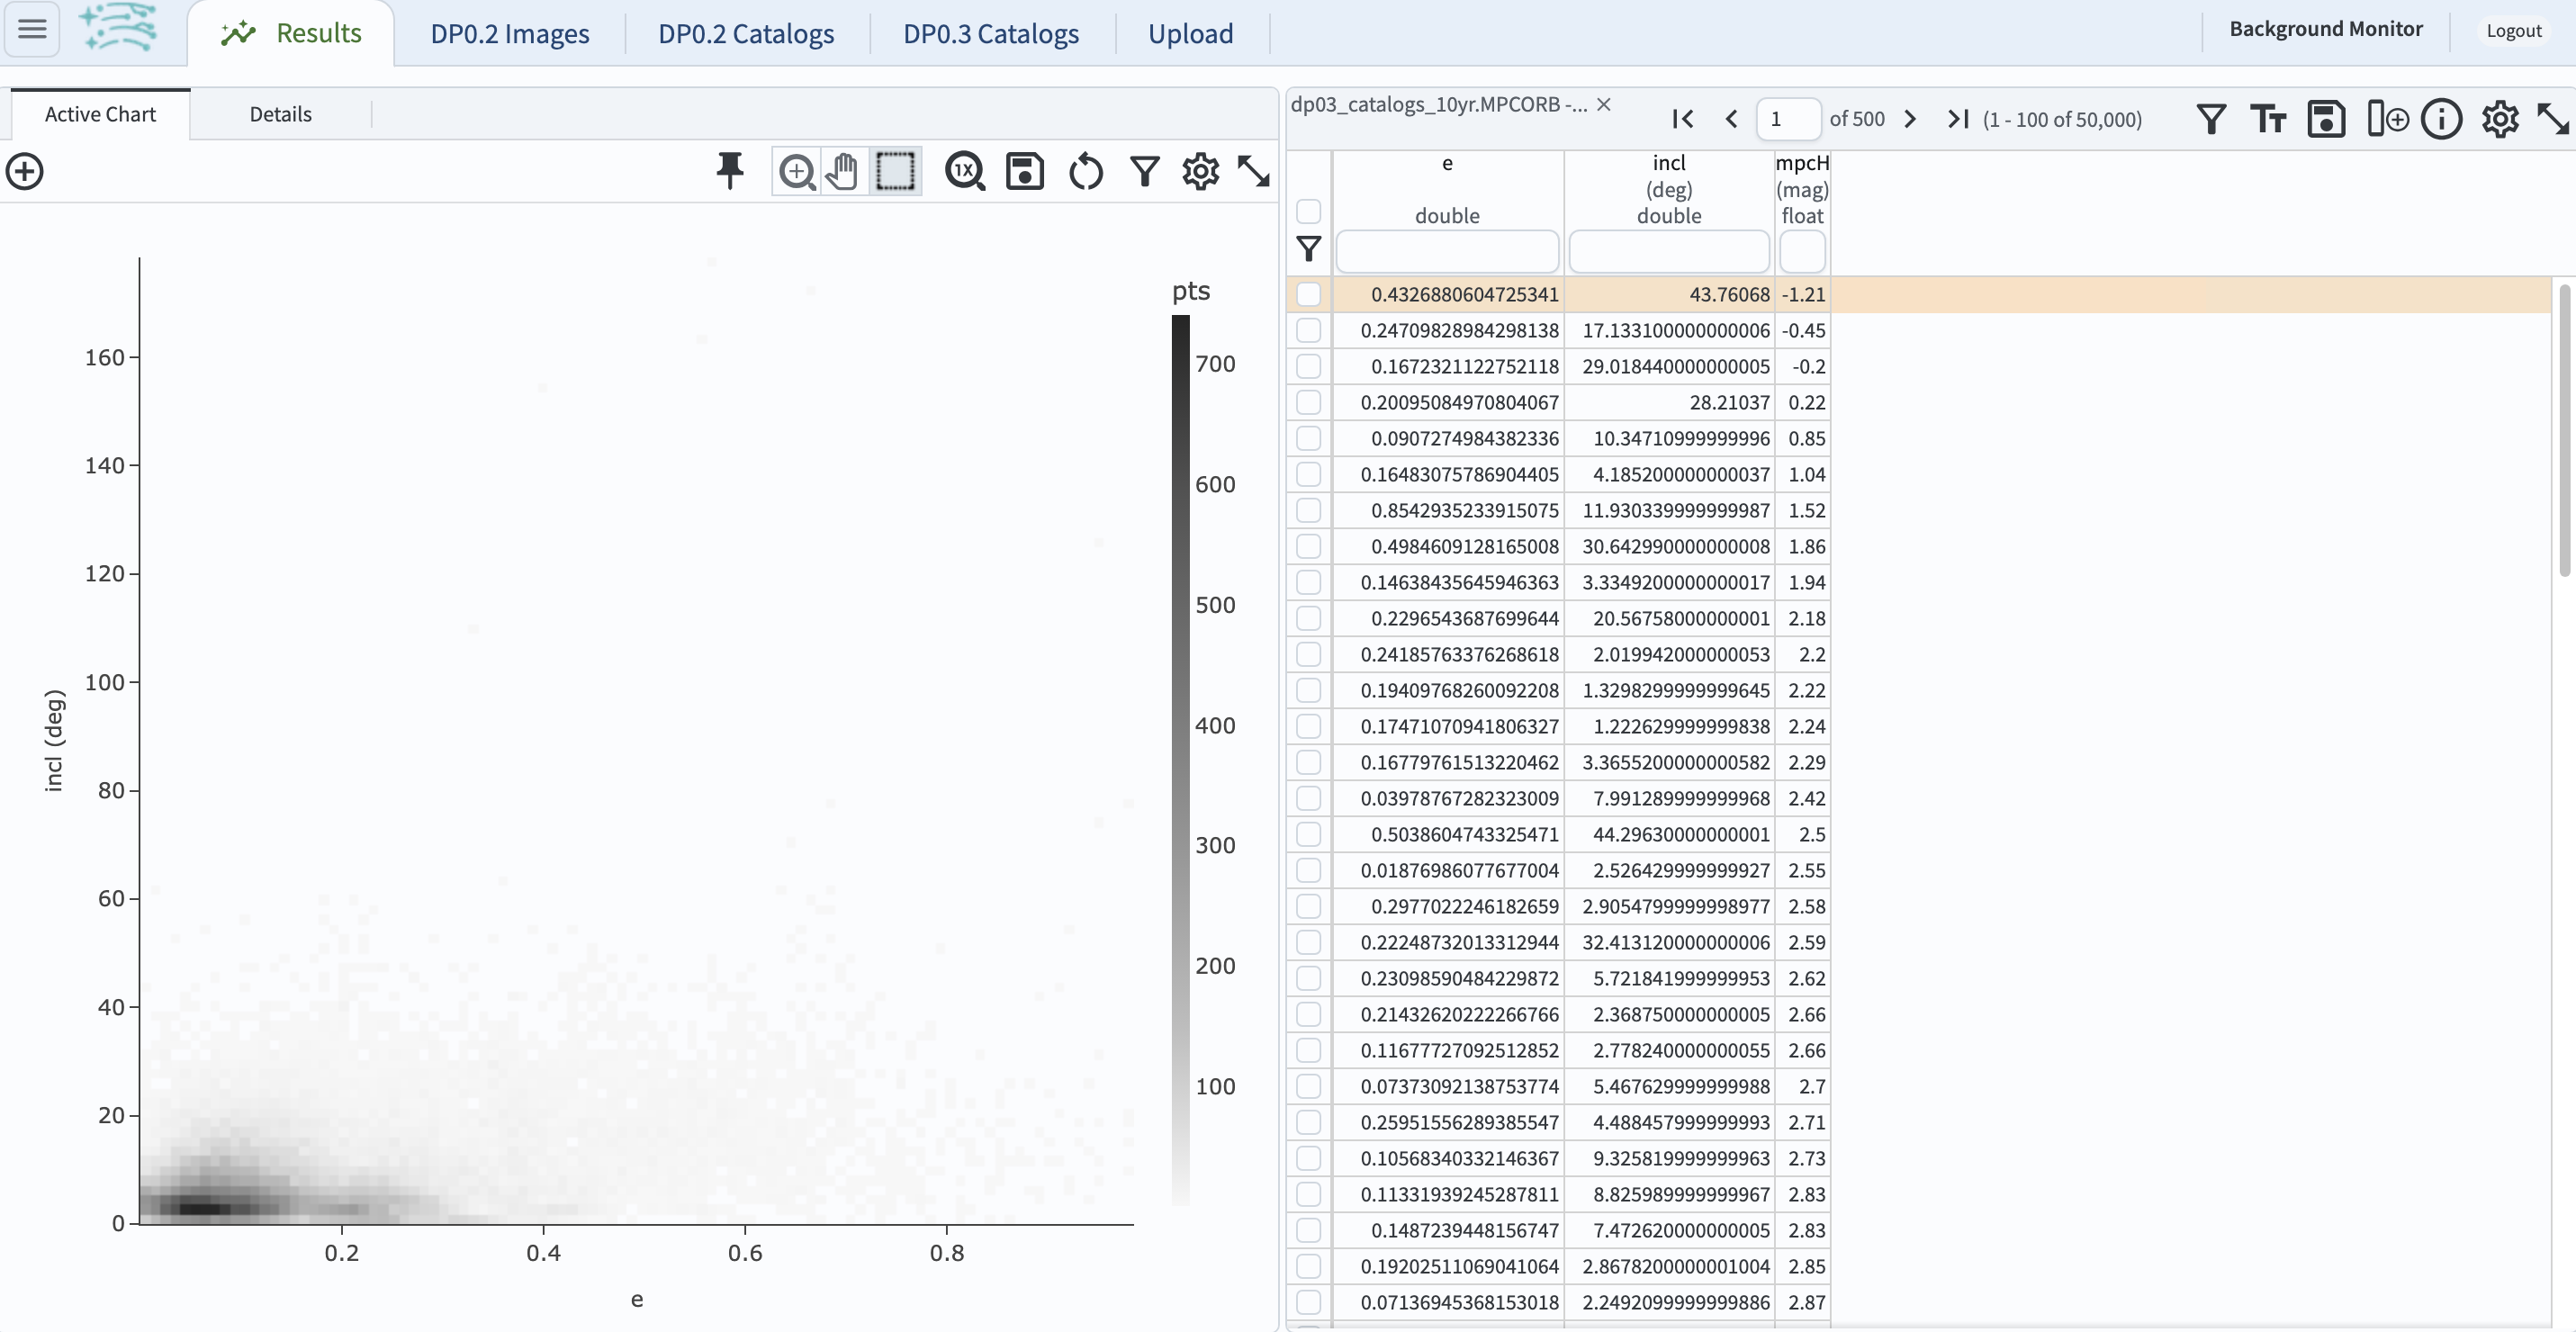 Results
DP0.2 Images
DP0.2 Catalogs
DP0.3 Catalogs
Upload
Background Monitor
Logout
Active Chart
Details
1X
pts
700
600
500
400
300
200
100
160
140
120
100
80
60
40
20
0
incl (deg)
0.2 0.4 0.6 0.8
e
dp03_catalogs_10yr.MPCORB -...
1 of 500 (1 - 100 of 50,000)
e incl mpcH
(deg) (mag)
double double float
0.4326880604725341 43.76068 -1.21
0.24709828984298138 17.133100000000006 -0.45
0.1672321122752118 29.018440000000005 -0.2
0.20095084970804067 28.21037 0.22
0.0907274984382336 10.34710999999996 0.85
0.16483075786904405 4.185200000000037 1.04
0.8542935233915075 11.930339999999987 1.52
0.4984609128165008 30.642990000000008 1.86
0.14638435645946363 3.3349200000000017 1.94
0.2296543687699644 20.56758000000001 2.18
0.24185763376268618 2.019942000000053 2.2
0.19409768260092208 1.3298299999999645 2.22
0.17471070941806327 1.222629999999838 2.24
0.16779761513220462 3.3655200000000582 2.29
0.03978767282323009 7.991289999999968 2.42
0.5038604743325471 44.29630000000001 2.5
0.01876986077677004 2.526429999999927 2.55
0.2977022246182659 2.9054799999998977 2.58
0.22248732013312944 32.413120000000006 2.59
0.23098590484229872 5.721841999999953 2.62
0.21432620222266766 2.368750000000005 2.66
0.11677727092512852 2.778240000000055 2.66
0.07373092138753774 5.467629999999988 2.7
0.25951556289385547 4.488457999999993 2.71
0.10568340332146367 9.325819999999963 2.73
0.11331939245287811 8.825989999999967 2.83
0.1487239448156747 7.472620000000005 2.83
0.19202511069041064 2.8678200000001004 2.85
0.07136945368153018 2.2492099999999886 2.87